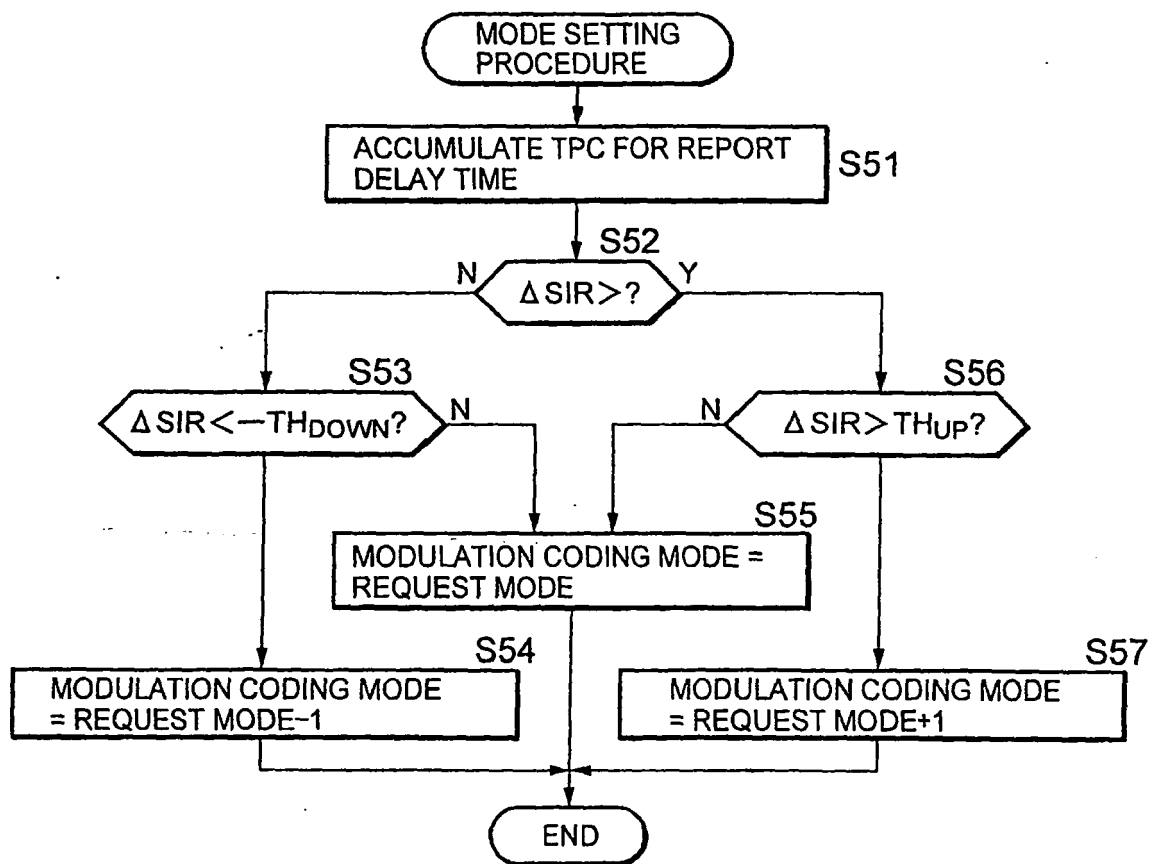 MODE SETTING
PROCEDURE
ACCUMULATE TPC FOR REPORT
DELAY TIME
S51
S52
N
Y
ΔSIR>?
S53
S56
ΔSIR<−THDOWN?
N
N
ΔSIR>THUP?
S55
MODULATION CODING MODE =
REQUEST MODE
S54
S57
MODULATION CODING MODE
= REQUEST MODE−1
MODULATION CODING MODE
= REQUEST MODE+1
END